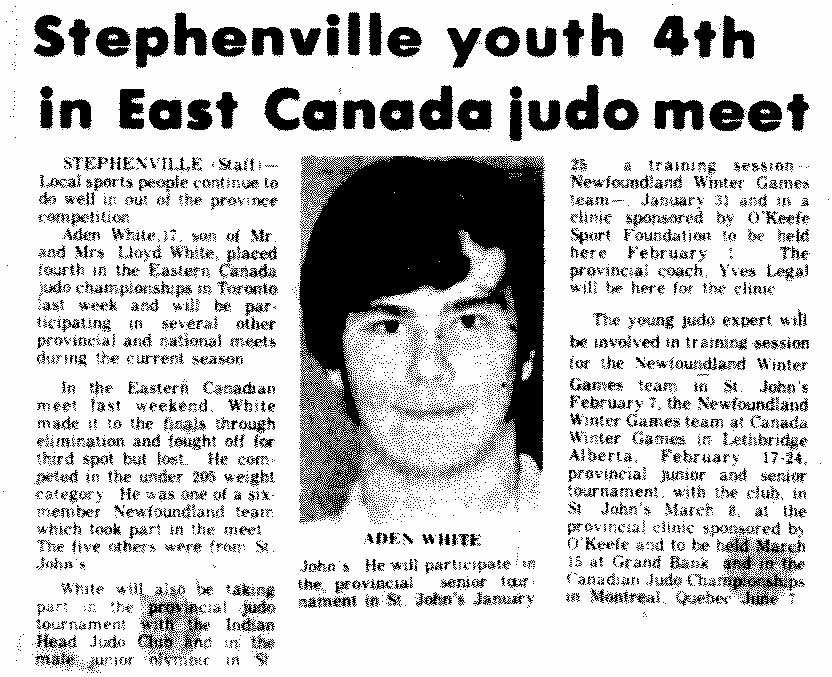 Stephenville youth 4th
in East Canada judo meet
STEPHENVILLE (Staff)—
Local sports people continue to
do well in out of the province
competition
Aden White, 17, son of Mr.
and Mrs Lloyd White, placed
fourth in the Eastern Canada
judo championships in Toronto
last week and will be par-
ticipating in several other
provincial and national meets
during the current season
In the Eastern Canadian
meet last weekend, White
made it to the finals through
elimination and fought off for
third spot but lost. He com-
peted in the under 205 weight
category He was one of a six-
member Newfoundland team
which took part in the meet
The five others were from St.
John's
White will also be taking
part in the provincial judo
tournament with the Indian
Head Judo Club and in the
male junior olympic in St
ADEN WHITE
John's He will participate in
the provincial senior tour-
nament in St. John's January
25 a training session—
Newfoundland Winter Games
team—, January 31 and in a
clinic sponsored by O'Keefe
Sport Foundation to be held
here February 1 The
provincial coach, Yves Legal
will be here for the clinic
The young judo expert will
be involved in training session
for the Newfoundland Winter
Games team in St. John's
February 7, the Newfoundland
Winter Games team at Canada
Winter Games in Lethbridge
Alberta, February 17-24,
provincial junior and senior
tournament, with the club, in
St John's March 8, at the
provincial clinic sponsored by
O'Keefe and to be held March
15 at Grand Bank and in the
Canadian Judo Championships
in Montreal, Quebec June 7